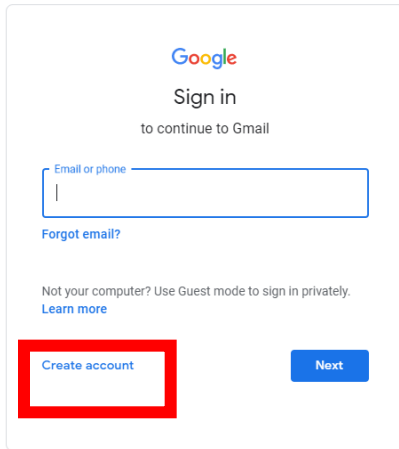 Google
Sign in
to continue to Gmail
Email or phone
Forgot email?
Not your computer? Use Guest mode to sign in privately.
Learn more
Create account
Next